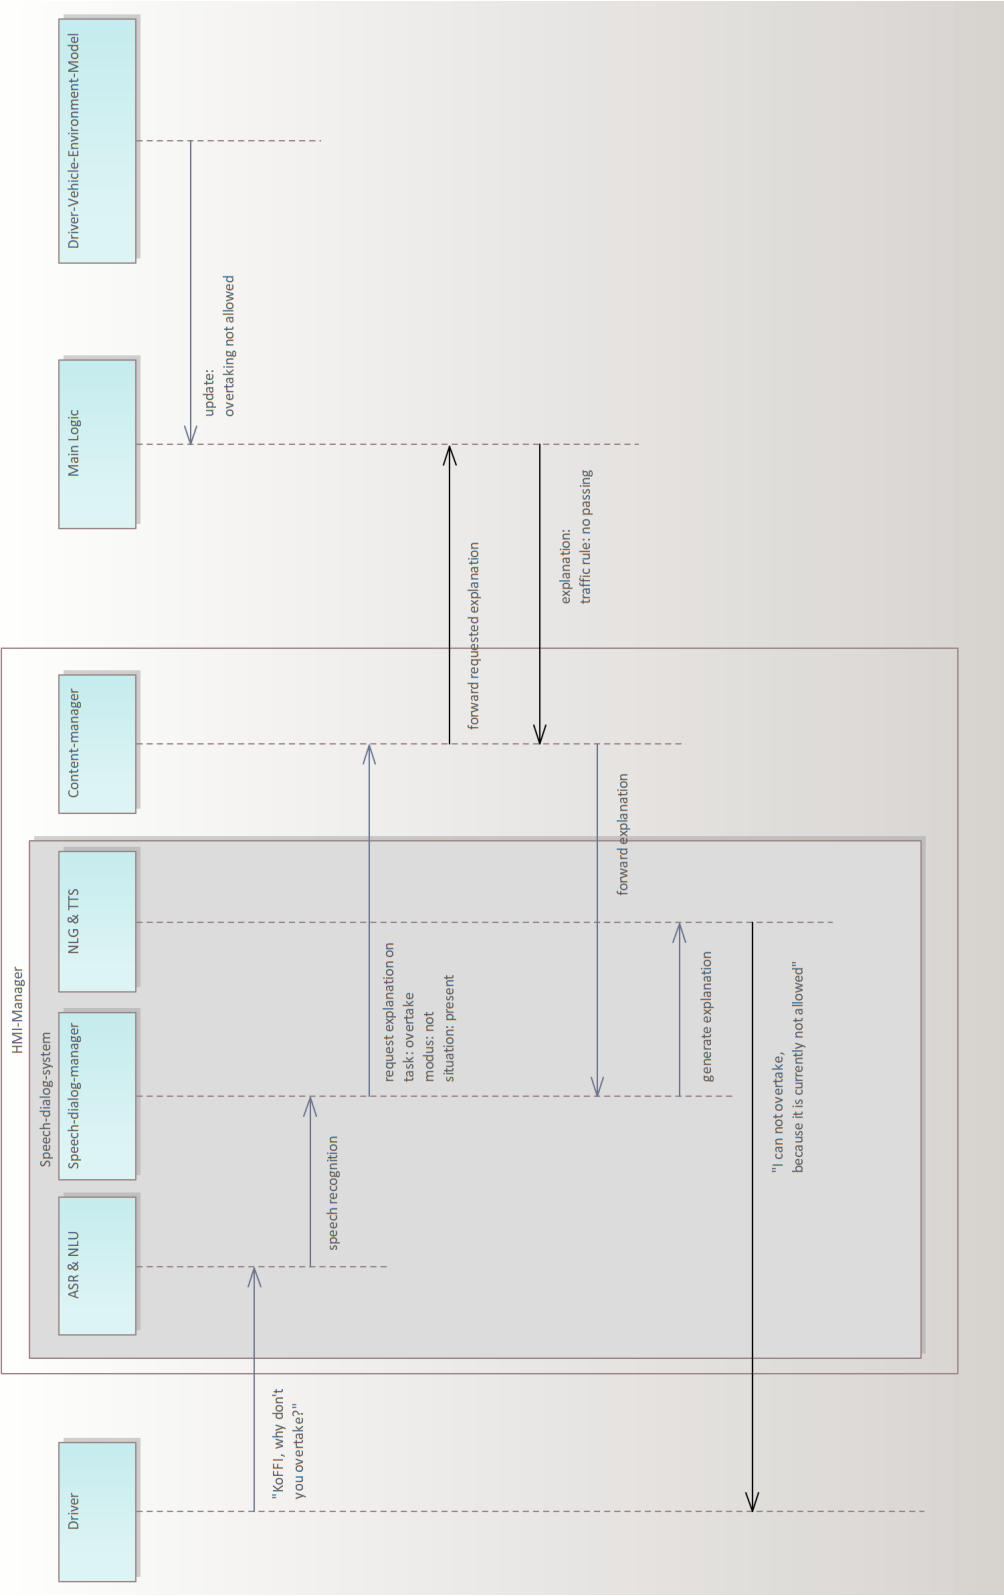 HMI-Manager
Speech-dialog-system
Driver
ASR & NLU
Speech-dialog-manager
NLG & TTS
Content-manager
Main Logic
Driver-Vehicle-Environment-Model
update:
overtaking not allowed
"KoFFI, why don't
you overtake?"
speech recognition
request explanation on
task: overtake
modus: not
situation: present
forward requested explanation
explanation:
traffic rule: no passing
forward explanation
generate explanation
"I can not overtake,
because it is currently not allowed"